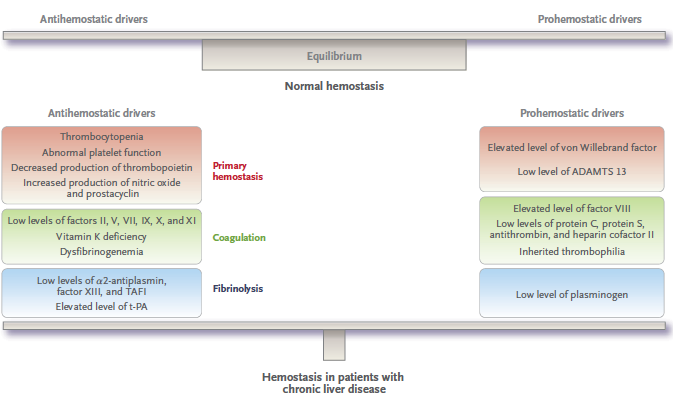 Antihemostatic drivers
Prohemostatic drivers
Equilibrium
Normal hemostasis
Antihemostatic drivers
Prohemostatic drivers
Thrombocytopenia
Abnormal platelet function
Decreased production of thrombopoietin
Increased production of nitric oxide
and prostacyclin
Primary
hemostasis
Elevated level of von Willebrand factor
Low level of ADAMTS 13
Low levels of factors II, V, VII, IX, X, and XI
Vitamin K deficiency
Dysfibrinogenemia
Coagulation
Elevated level of factor VIII
Low levels of protein C, protein S,
antithrombin, and heparin cofactor II
Inherited thrombophilia
Low levels of α2-antiplasmin,
factor XIII, and TAFI
Elevated level of t-PA
Fibrinolysis
Low level of plasminogen
Hemostasis in patients with
chronic liver disease